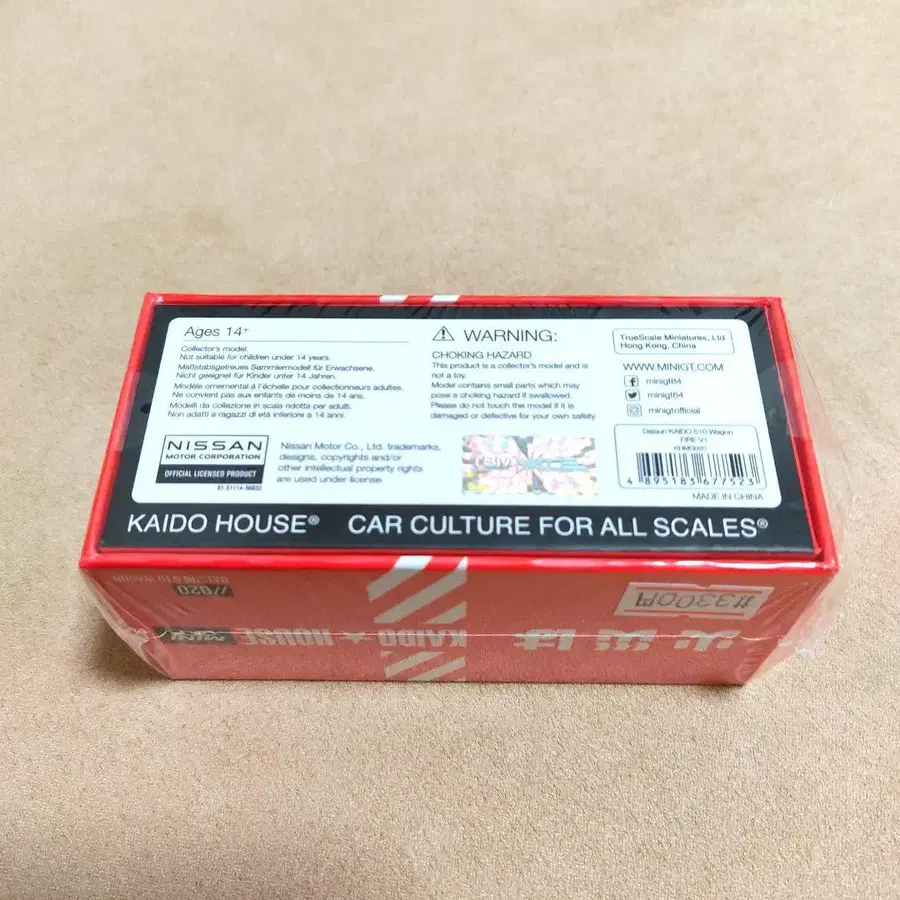 Ages 14+
Collector's model.
Not suitable for children under 14 years.
Maßstabsgetreues Sammlermodell für Erwachsene.
Nicht geeignet für Kinder unter 14 Jahren.
Modèle ornemental à l'échelle pour collectionneurs adultes.
Ne convient pas aux enfants de moins de 14 ans.
Modelli da collezione in scala ridotta per adulti.
Non adatti a ragazzi di età inferiore a 14 anni.
NISSAN
MOTOR CORPORATION
OFFICIAL LICENSED PRODUCT
Nissan Motor Co., Ltd. trademarks,
designs, copyrights and/or
other intellectual property rights
are used under license.
WARNING:
CHOKING HAZARD
This product is a collector's model and is
not a toy.
Model contains small parts which may
pose a choking hazard if swallowed.
Please do not touch the model if it is
damaged or defective for your own safety.
TrueScale Miniatures, Ltd.
Hong Kong, China
WWW.MINIGT.COM
minigt64
minigt64
minigtofficial
Datsun KAIDO 510 Wagon
4 895183 677523
MADE IN CHINA
KAIDO HOUSE® CAR CULTURE FOR ALL SCALES®
//020
DATSUN 510 WAGON
¥3300円
KAIDO ★ HOUSE